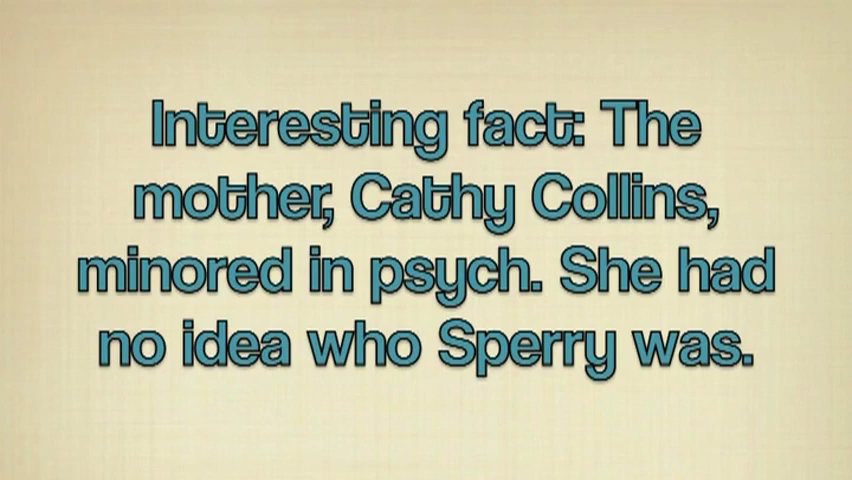 Interesting fact: The
mother, Cathy Collins,
minored in psych. She had
no idea who Sperry was.